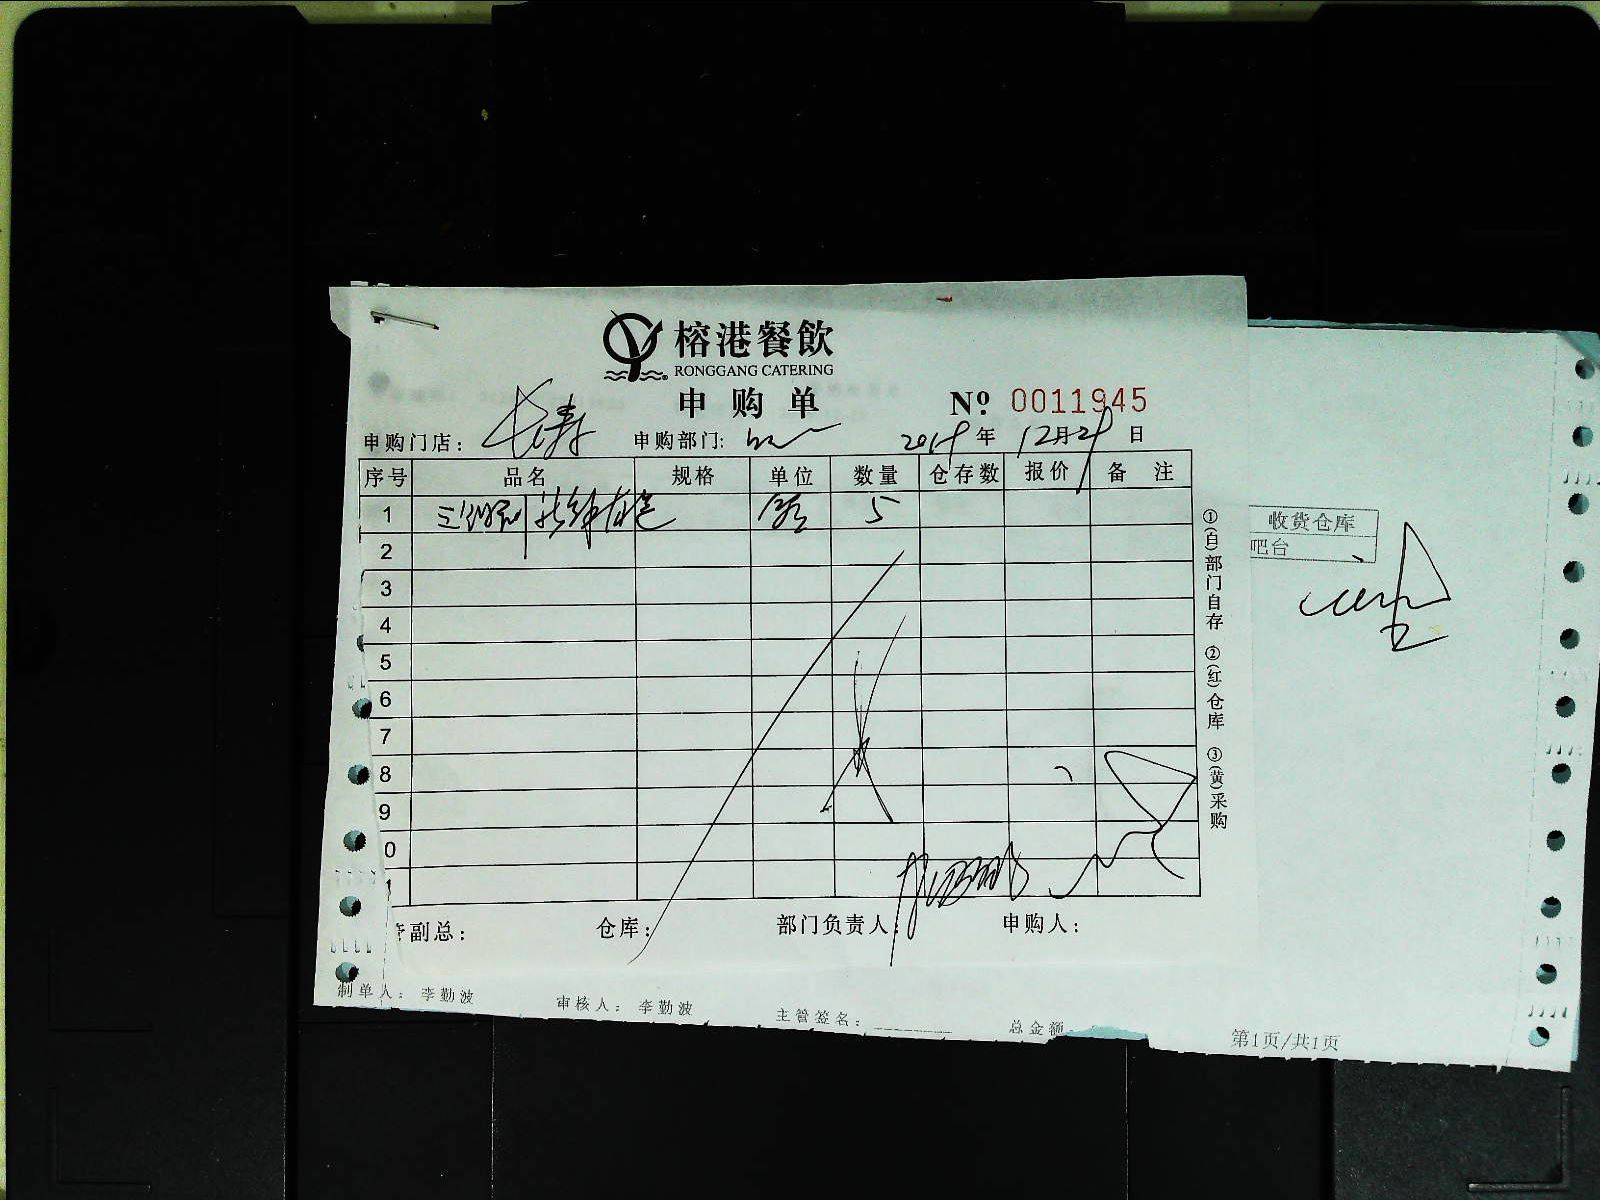 榕港餐飲
RONGGANG CATERING
申购单 Nº 0011945
申购门店: 长寿 申购部门: 年 12月 日
序号 品名 规格 单位 数量 仓存数 报价 备 注
1 5
2
3
4
5
6
7
8
9
0
1
副总: 仓库: 部门负责人: 申购人:
①(白)部门自存 ②(红)仓库 ③(黄)采购
收货仓库
吧台
制单人: 李勤波 审核人: 李勤波 主管签名: 总金额
第1页/共1页